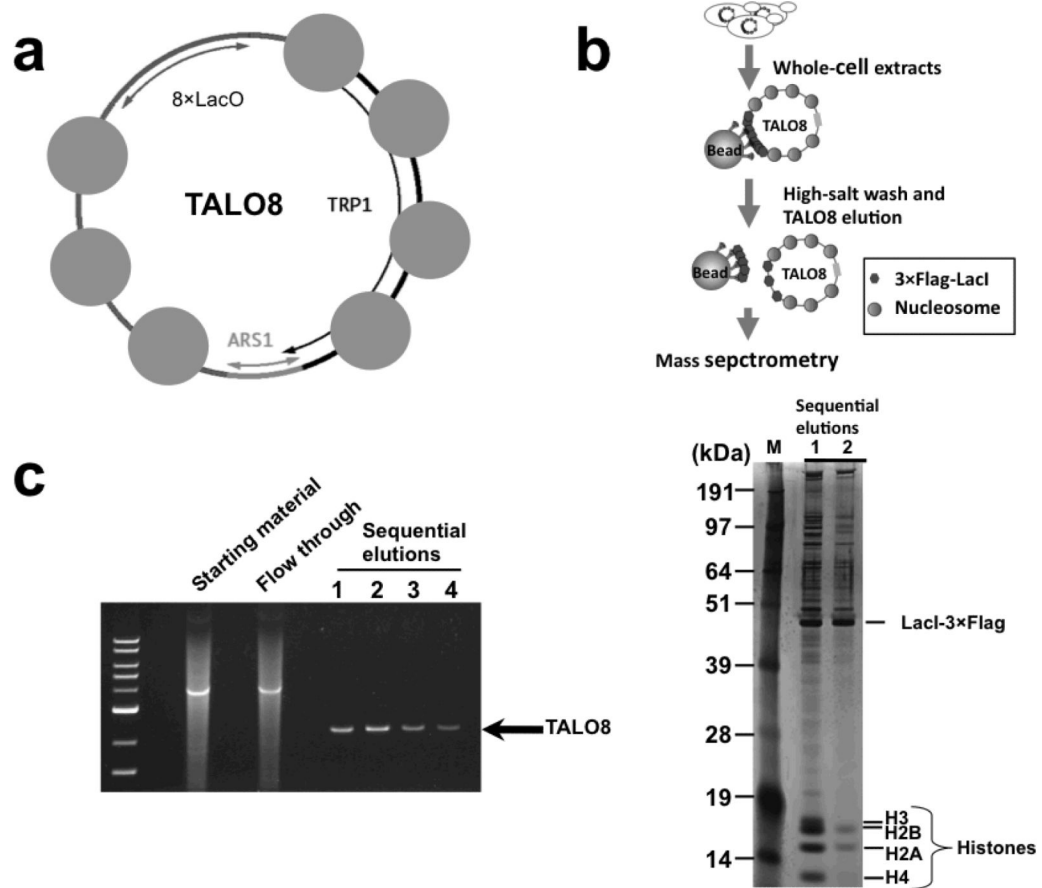 a
8×LacO
TALO8
TRP1
ARS1
b
Whole-cell extracts
TALO8
Bead
High-salt wash and
TALO8 elution
Bead
TALO8
3×Flag-LacI
Nucleosome
Mass sepctrometry
Sequential
elutions
(kDa)
M
1
2
191
97
64
51
LacI-3×Flag
39
28
19
H3
H2B
H2A
Histones
14
H4
c
Starting material
Flow through
Sequential
elutions
1
2
3
4
TALO8